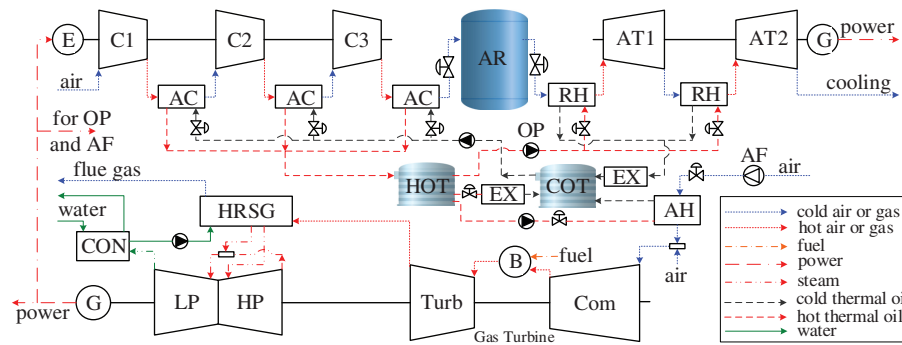 E C1 C2 C3 AR AT1 AT2 G power
air
cooling
AC AC AC RH RH
for OP
and AF
OP
AF
air
flue gas
HOT EX COT EX
water
HRSG
AH
CON
air
B fuel
power G LP HP Turb Com
Gas Turbine
cold air or gas
hot air or gas
fuel
power
steam
cold thermal oil
hot thermal oil
water